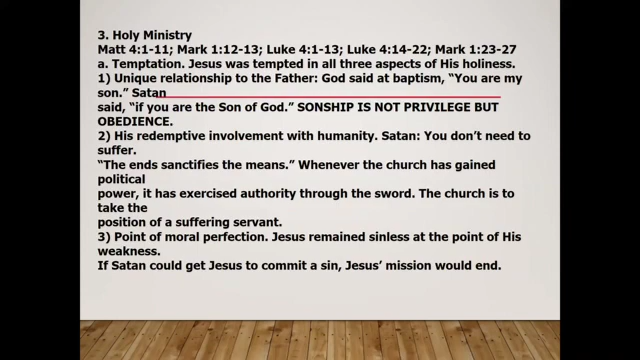 3. Holy Ministry
Matt 4:1-11; Mark 1:12-13; Luke 4:1-13; Luke 4:14-22; Mark 1:23-27
a. Temptation. Jesus was tempted in all three aspects of His holiness.
1) Unique relationship to the Father: God said at baptism, “You are my
son.” Satan
said, “if you are the Son of God.” SONSHIP IS NOT PRIVILEGE BUT
OBEDIENCE.
2) His redemptive involvement with humanity. Satan: You don’t need to
suffer.
“The ends sanctifies the means.” Whenever the church has gained
political
power, it has exercised authority through the sword. The church is to
take the
position of a suffering servant.
3) Point of moral perfection. Jesus remained sinless at the point of His
weakness.
If Satan could get Jesus to commit a sin, Jesus’ mission would end.